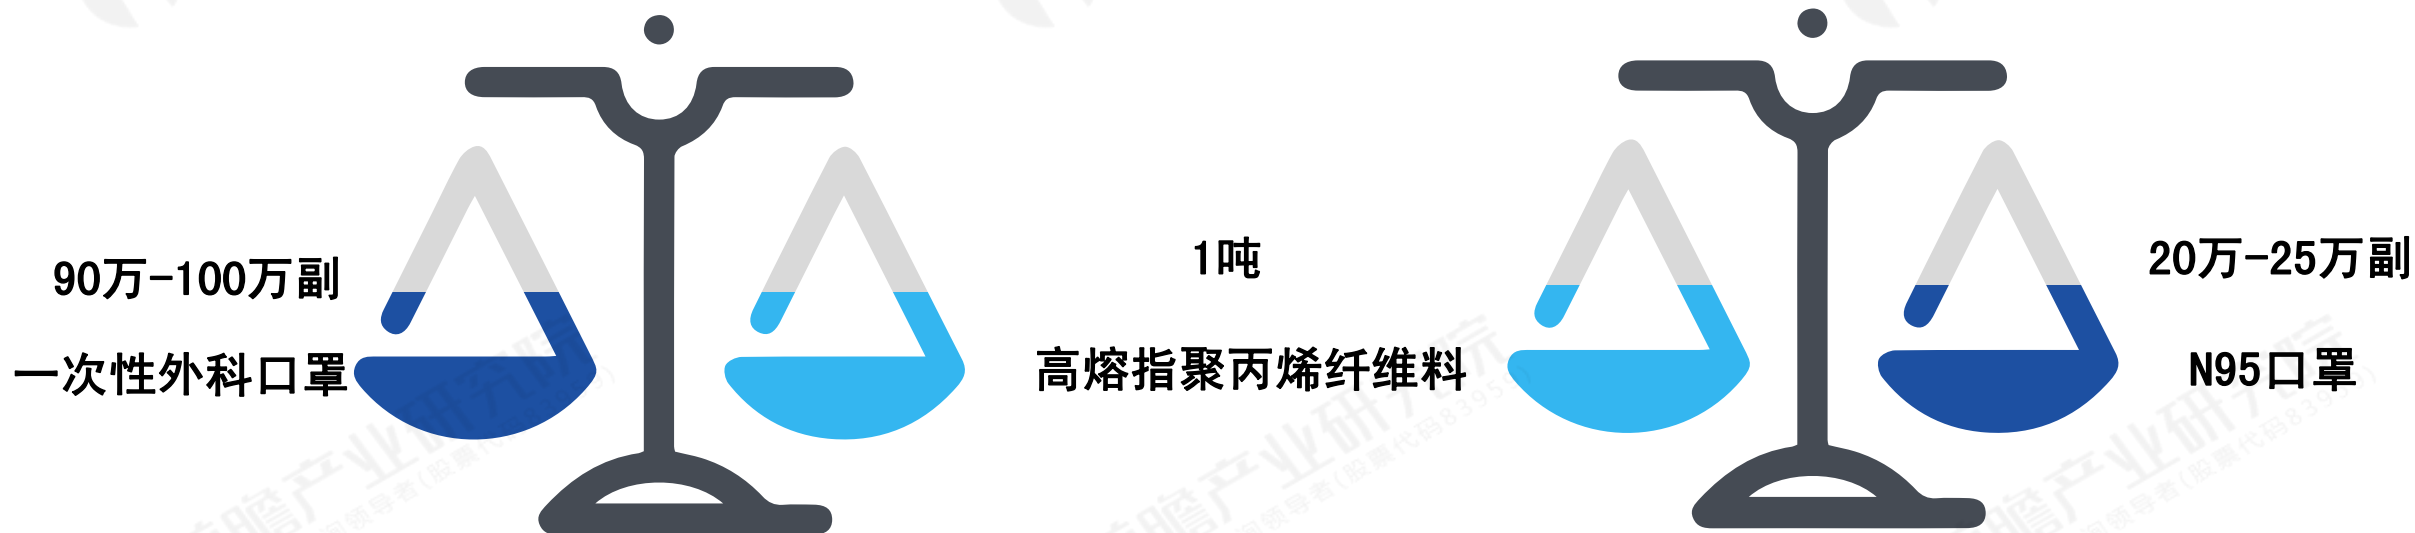 90万-100万副
一次性外科口罩
1吨
高熔指聚丙烯纤维料
20万-25万副
N95口罩